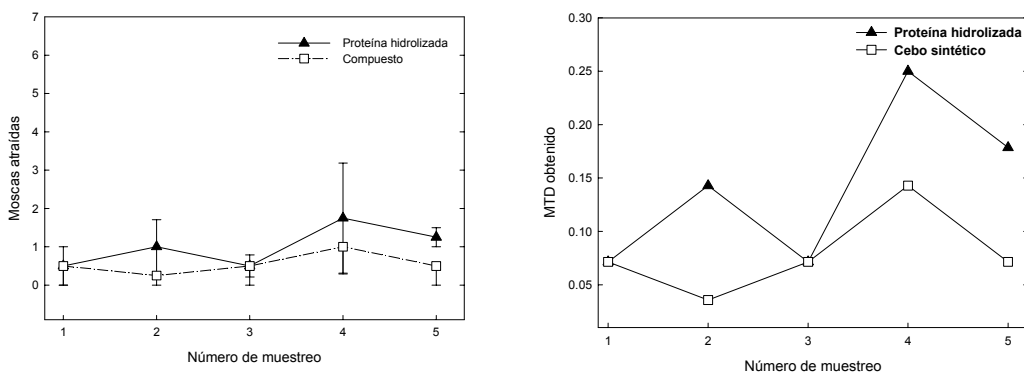 7
6
5
4
3
2
1
0
Moscas atraídas
Proteína hidrolizada
Compuesto
1 2 3 4 5
Número de muestreo
0.30
0.25
0.20
0.15
0.10
0.05
MTD obtenido
Proteína hidrolizada
Cebo sintético
1 2 3 4 5
Número de muestreo